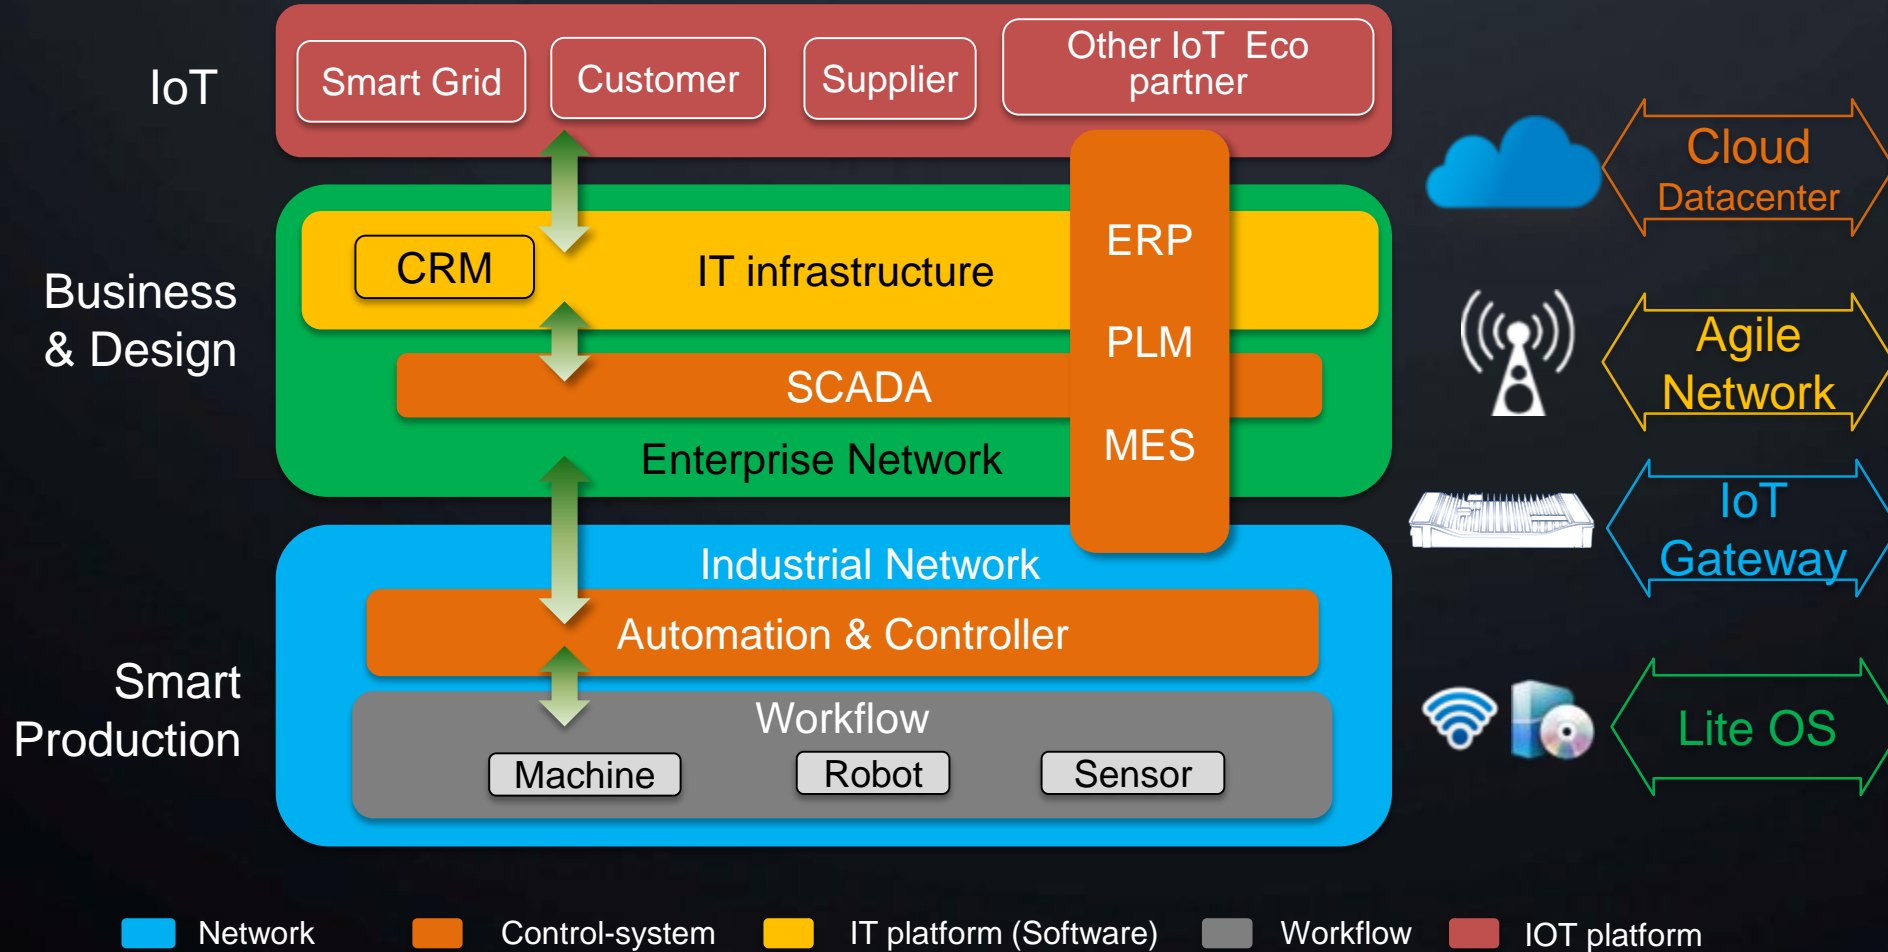 IoT
Smart Grid
Customer
Supplier
Other IoT Eco
partner
Business
& Design
CRM
IT infrastructure
SCADA
Enterprise Network
ERP
PLM
MES
Smart
Production
Industrial Network
Automation & Controller
Workflow
Machine
Robot
Sensor
Cloud
Datacenter
Agile
Network
IoT
Gateway
Lite OS
Network
Control-system
IT platform (Software)
Workflow
IOT platform